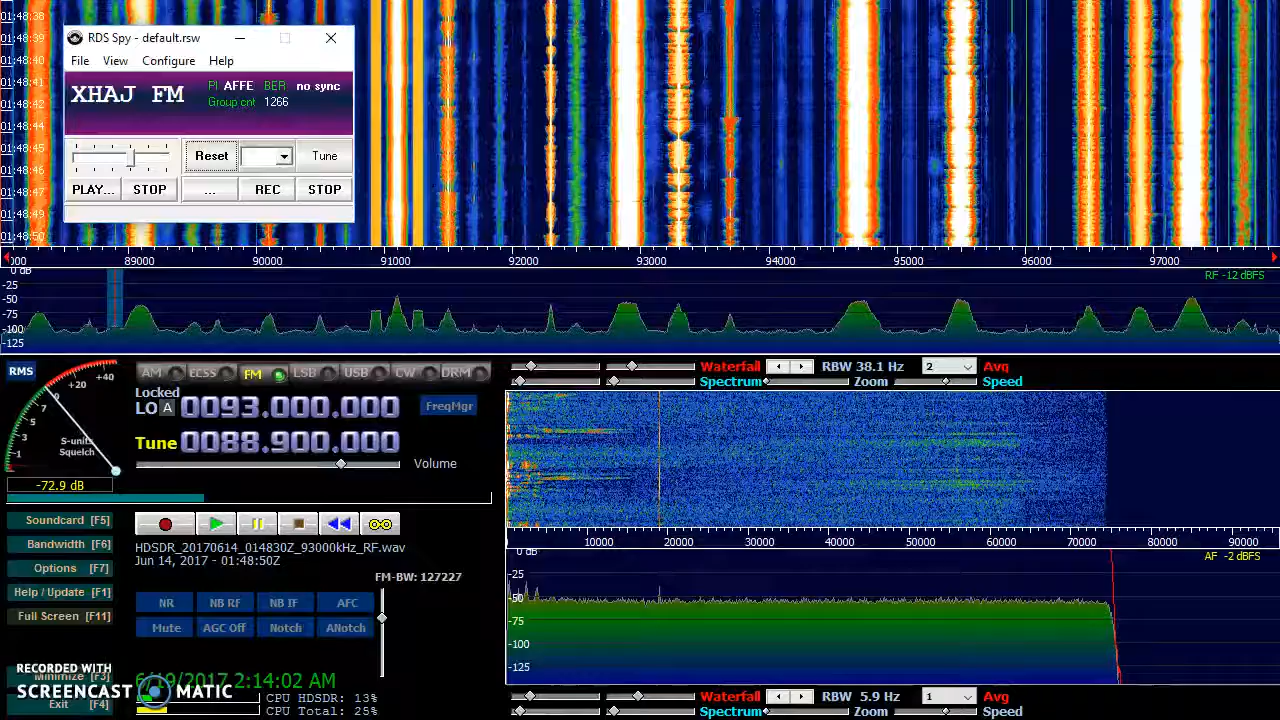 01:48:38
01:48:39
01:48:40
01:48:41
01:48:42
01:48:44
01:48:45
01:48:46
01:48:47
01:48:49
01:48:50
RDS Spy - default.rsw
File View Configure Help
XHAJ FM
PI AFFE BER no sync
Group cnt 1266
Reset Tune
PLAY... STOP ... REC STOP
000 89000 90000 91000 92000 93000 94000 95000 96000 97000
0 dB
-25
-50
-75
-100
-125
RF -12 dBFS
RMS
+20 +40
9
7
5
3
1
S-units
Squelch
-72.9 dB
AM ECSS FM LSB USB CW DRM
Locked
LO A 0093.000.000 FreqMgr
Tune 0088.900.000
Volume
Soundcard [F5]
Bandwidth [F6]
Options [F7]
Help / Update [F1]
Full Screen [F11]
Minimize [F3]
Exit [F4]
HDSDR_20170614_014830Z_93000kHz_RF.wav
Jun 14, 2017 - 01:48:50Z
FM-BW: 127227
NR NB RF NB IF AFC
Mute AGC Off Notch ANotch
6/19/2017 2:14:02 AM
CPU HDSDR: 13%
CPU Total: 25%
RECORDED WITH
SCREENCAST MATIC
Waterfall RBW 38.1 Hz 2 Avg
Spectrum Zoom Speed
10000 20000 30000 40000 50000 60000 70000 80000 90000
0 dB
-25
-50
-75
-100
-125
AF -2 dBFS
Waterfall RBW 5.9 Hz 1 Avg
Spectrum Zoom Speed